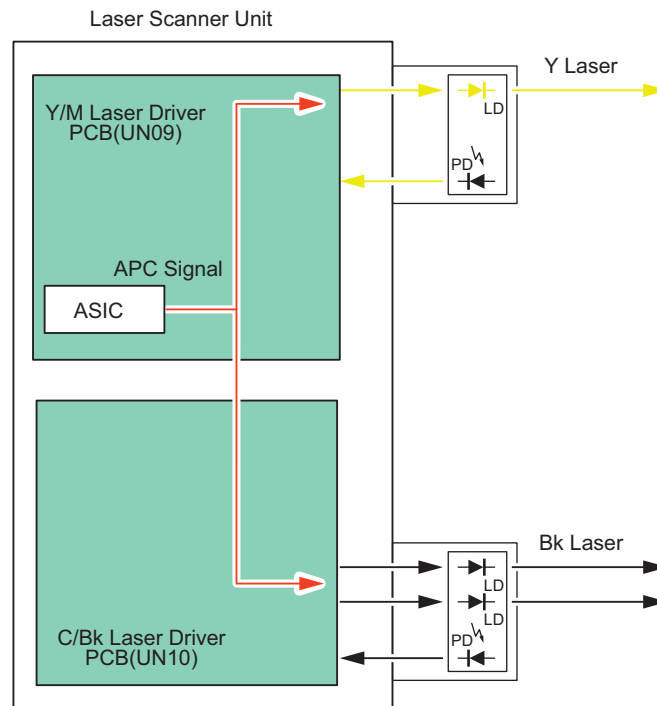 Laser Scanner Unit
Y Laser
Y/M Laser Driver
PCB(UN09)
LD
PD
APC Signal
ASIC
Bk Laser
LD
LD
C/Bk Laser Driver
PCB(UN10)
PD